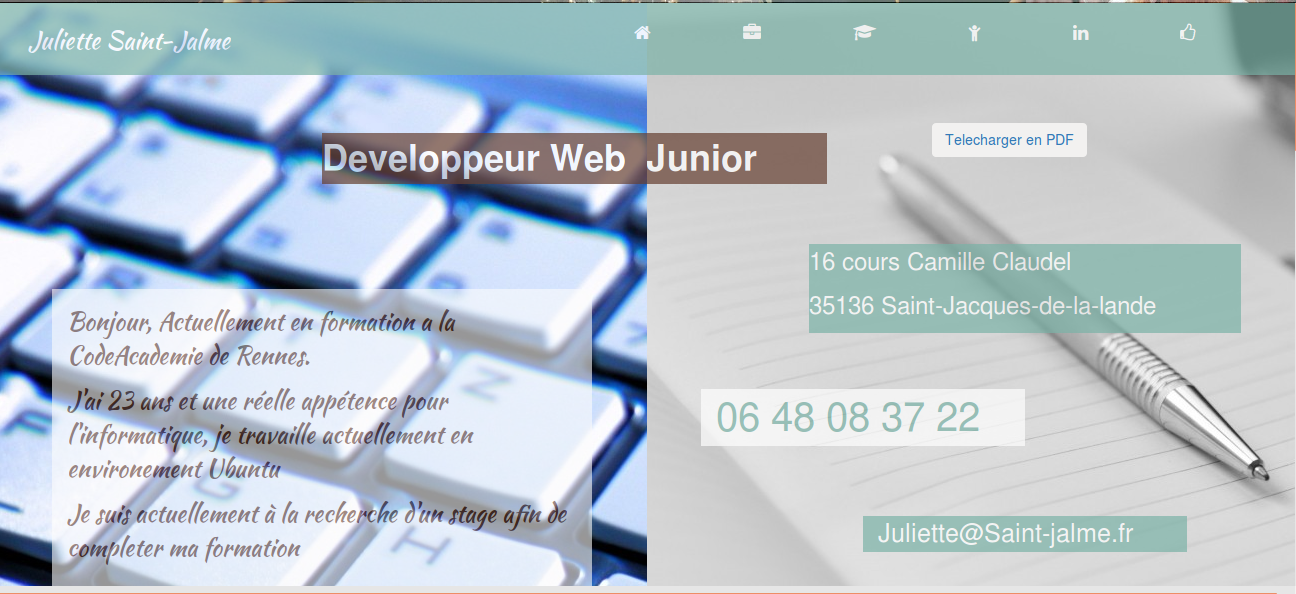 Juliette Saint-Jalme
Developpeur Web Junior
Telecharger en PDF
16 cours Camille Claudel
35136 Saint-Jacques-de-la-lande
Bonjour, Actuellement en formation a la
CodeAcademie de Rennes.
J'ai 23 ans et une réelle appétence pour
l'informatique, je travaille actuellement en
environement Ubuntu
Je suis actuellement à la recherche d'un stage afin de
completer ma formation
06 48 08 37 22
Juliette@Saint-jalme.fr